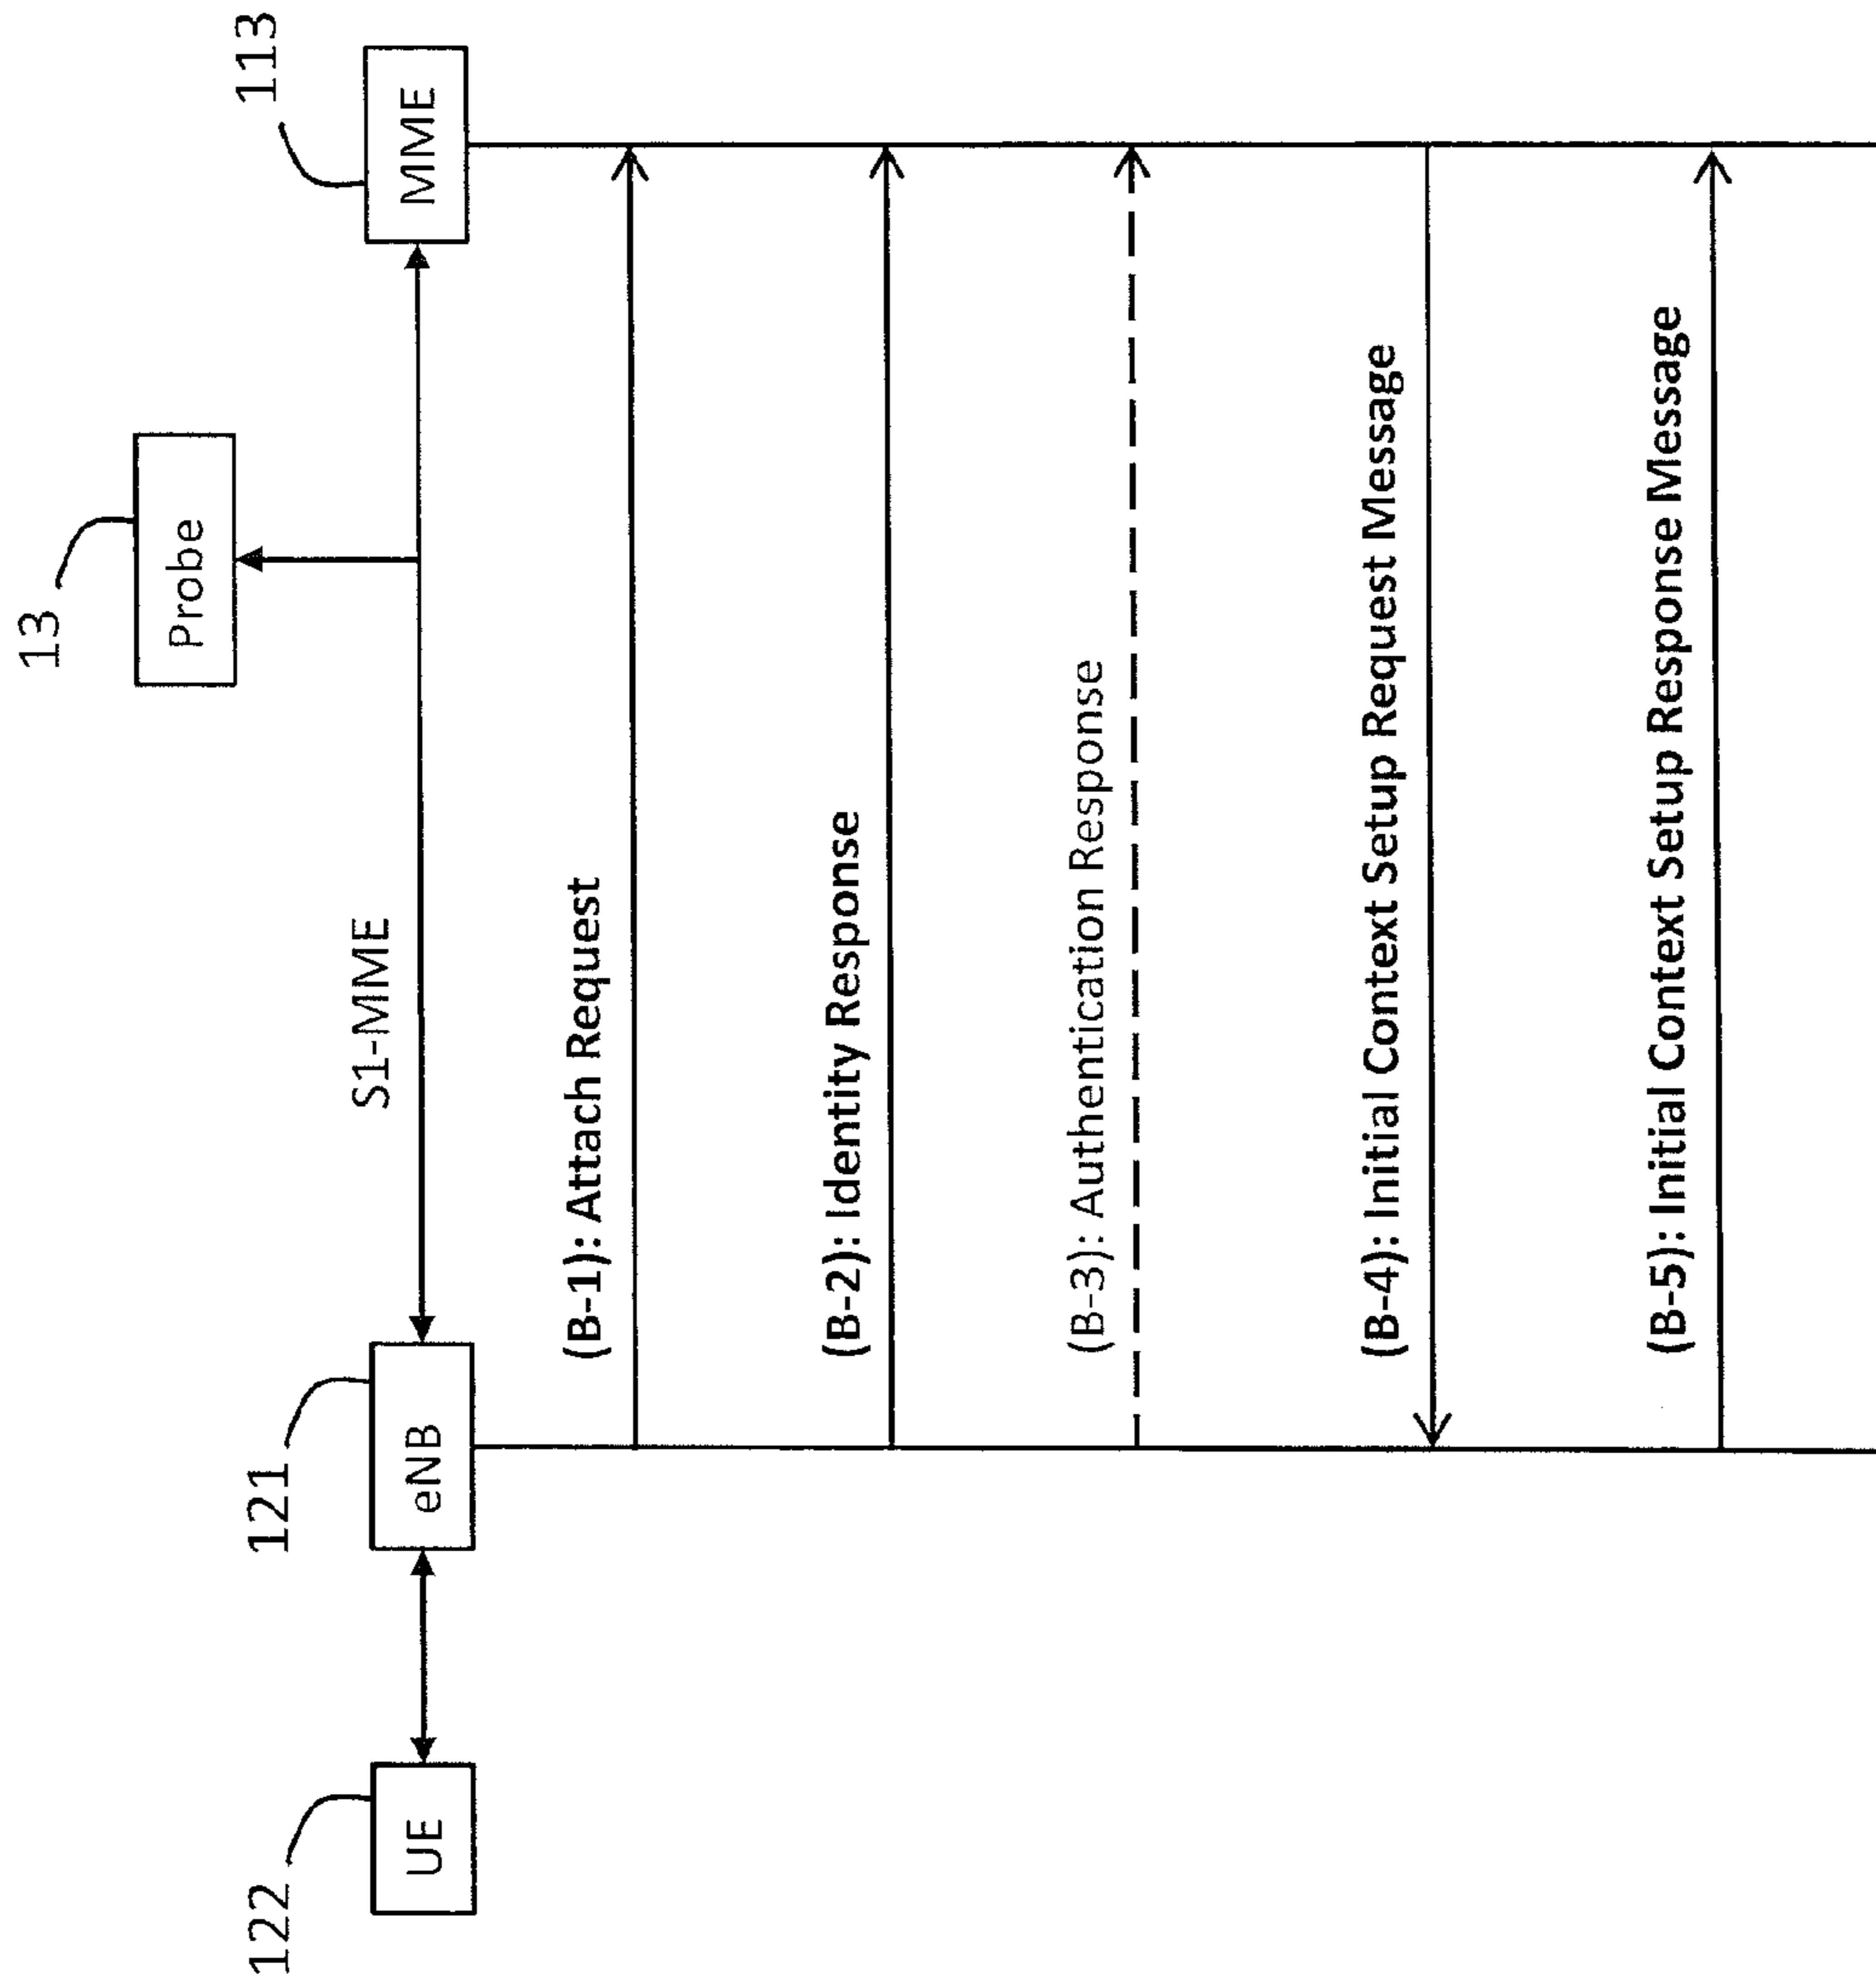 13
Probe
122
121
113
UE
eNB
S1-MME
MME
(B-1): Attach Request
(B-2): Identity Response
(B-3): Authentication Response
(B-4): Initial Context Setup Request Message
(B-5): Initial Context Setup Response Message